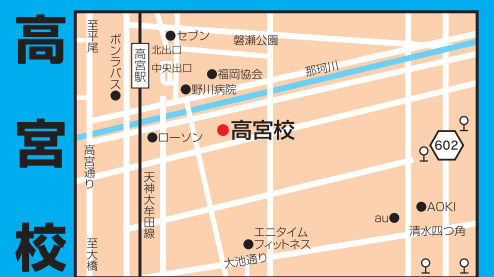 高宮校
至平尾
ボンラパス
セブン
北出口
中央出口
高宮駅
磐瀬公園
福岡協会
野川病院
那珂川
ローソン
高宮校
高宮通り
天神大牟田線
602
AOKI
au
清水四つ角
エニタイム
フィットネス
大池通り
至大橋